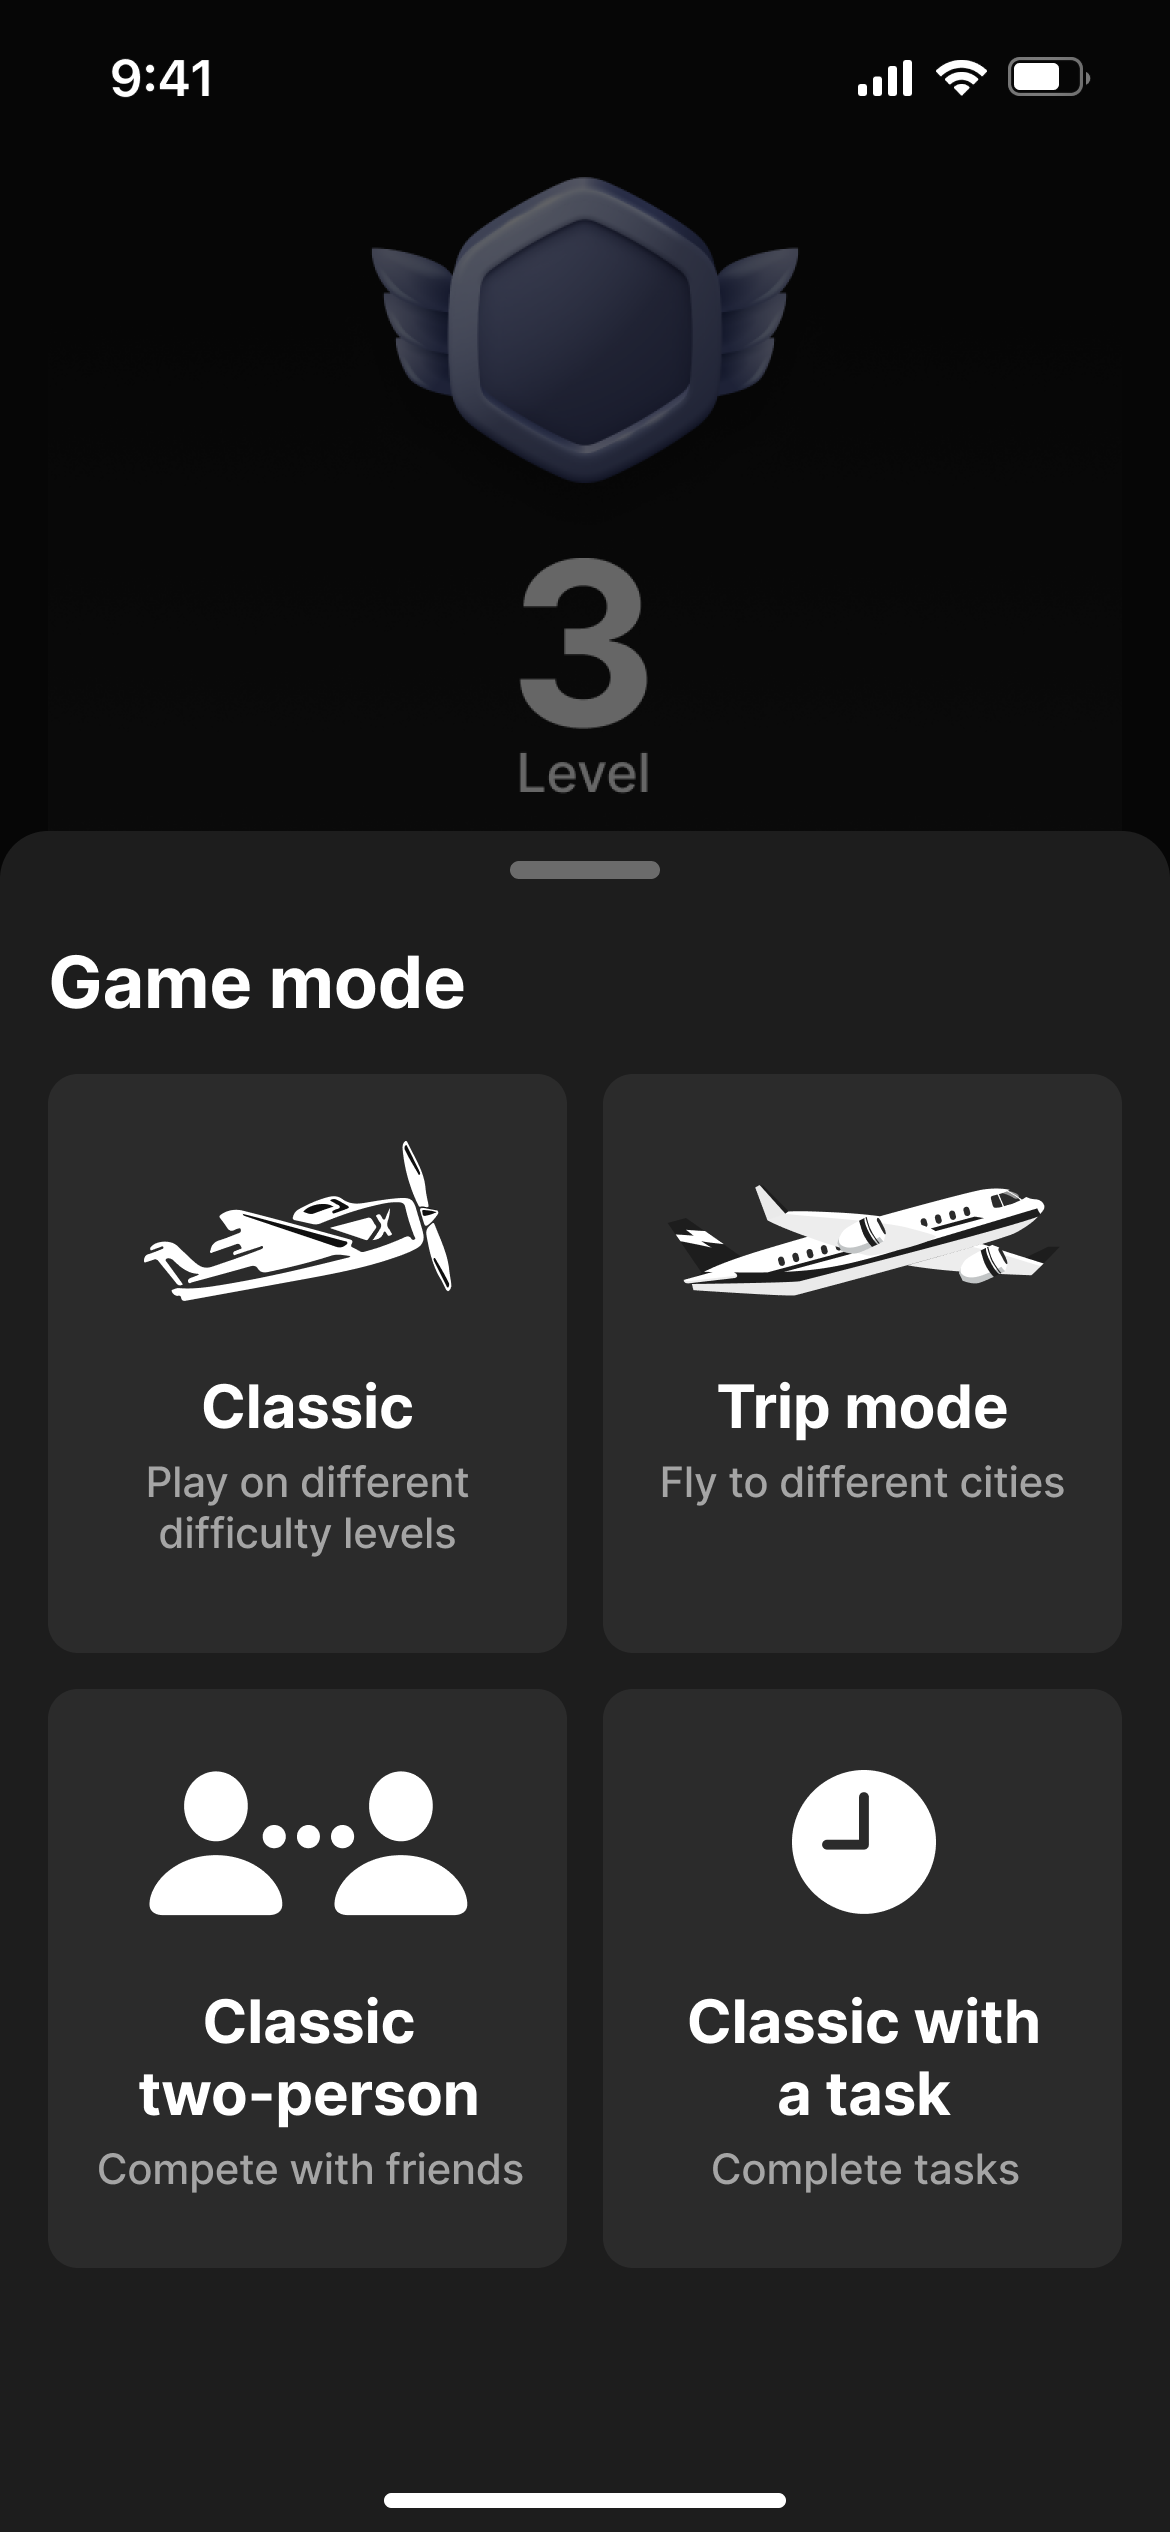 9:41
3
Level
Game mode
Classic
Play on different
difficulty levels
Trip mode
Fly to different cities
Classic
two-person
Compete with friends
Classic with
a task
Complete tasks